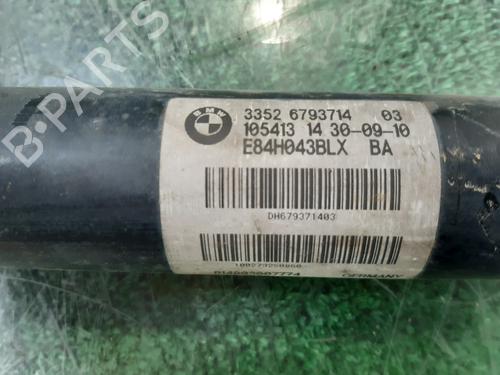 B-PARTS
BMW
3352 6793714 03
105413 14 30-09-10
E84H043BLX BA
DH679371403
GERMANY